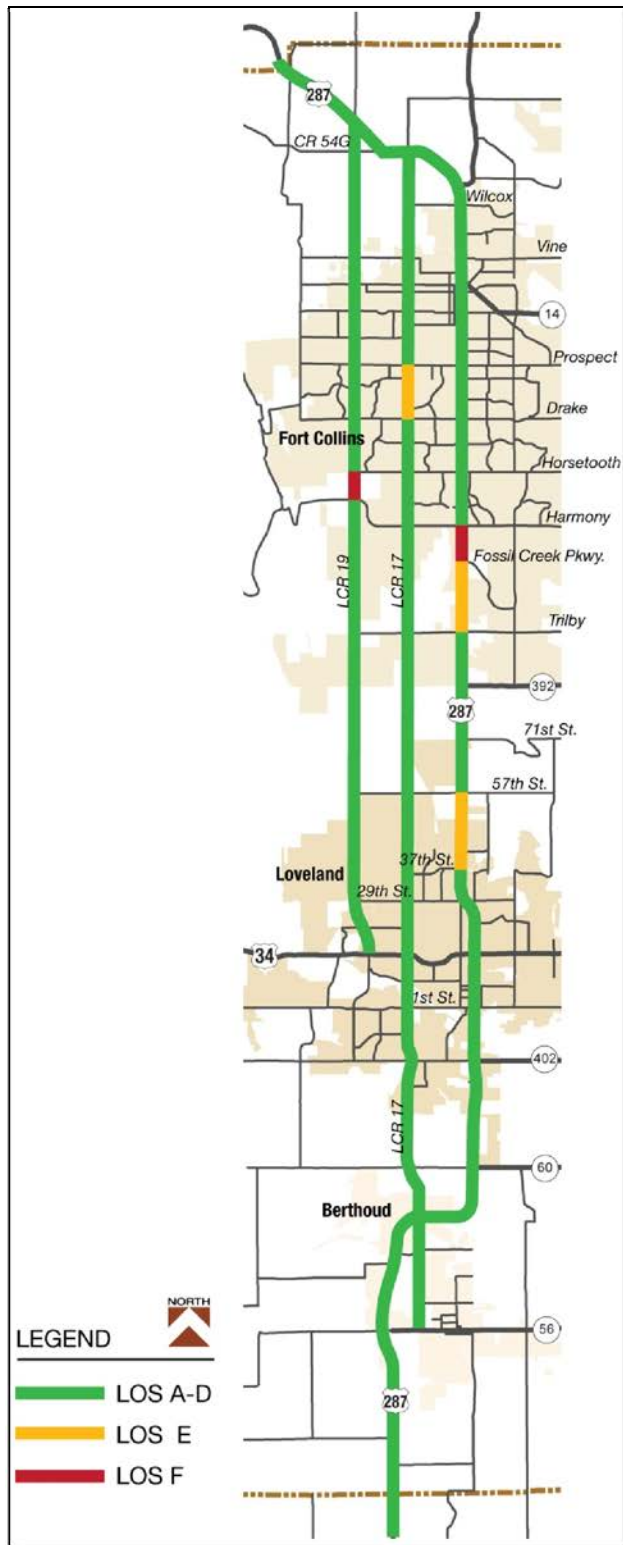 287
CR 54G
Wilcox
Vine
14
Prospect
Drake
Fort Collins
Horsetooth
Harmony
Fossil Creek Pkwy.
LCR 19
LCR 17
Trilby
392
287
71st St.
57th St.
37th St.
Loveland
29th St.
34
1st St.
402
LCR 17
60
Berthoud
NORTH
56
LEGEND
LOS A-D
287
LOS E
LOS F